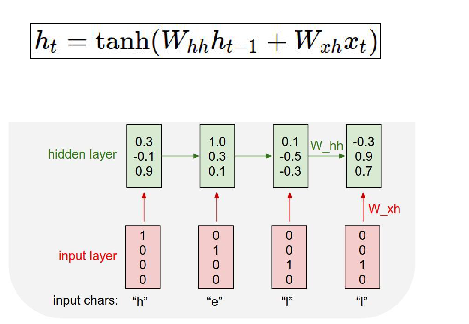 h_t = tanh(W_hh h_{t-1} + W_xh x_t)
hidden layer
0.3 1.0 0.1 -0.3
-0.1 0.3 -0.5 0.9
0.9 0.1 -0.3 0.7
W_hh
W_xh
input layer
1 0 0 0
0 1 0 0
0 0 1 1
0 0 0 0
input chars: “h” “e” “l” “l”